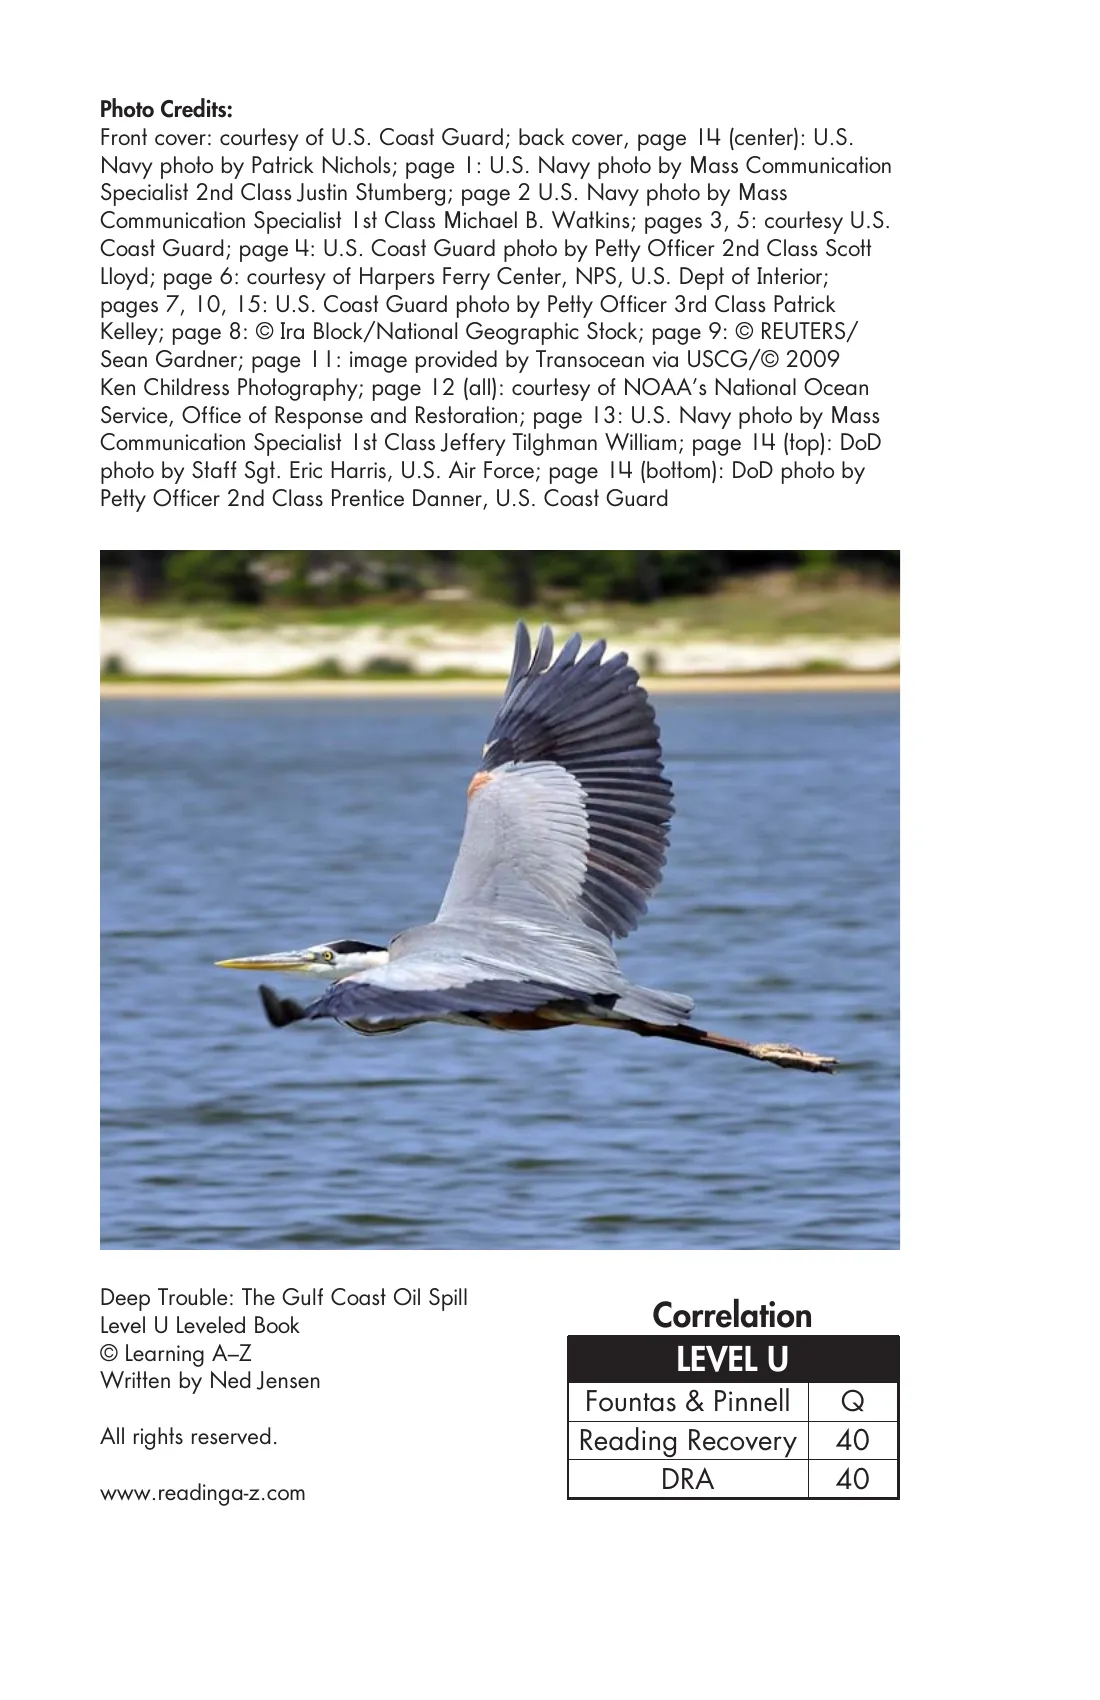 Photo Credits:
Front cover: courtesy of U.S. Coast Guard; back cover, page 14 (center): U.S.
Navy photo by Patrick Nichols; page 1: U.S. Navy photo by Mass Communication
Specialist 2nd Class Justin Stumberg; page 2 U.S. Navy photo by Mass
Communication Specialist 1st Class Michael B. Watkins; pages 3, 5: courtesy U.S.
Coast Guard; page 4: U.S. Coast Guard photo by Petty Officer 2nd Class Scott
Lloyd; page 6: courtesy of Harpers Ferry Center, NPS, U.S. Dept of Interior;
pages 7, 10, 15: U.S. Coast Guard photo by Petty Officer 3rd Class Patrick
Kelley; page 8: © Ira Block/National Geographic Stock; page 9: © REUTERS/
Sean Gardner; page 11: image provided by Transocean via USCG/© 2009
Ken Childress Photography; page 12 (all): courtesy of NOAA's National Ocean
Service, Office of Response and Restoration; page 13: U.S. Navy photo by Mass
Communication Specialist 1st Class Jeffery Tilghman William; page 14 (top): DoD
photo by Staff Sgt. Eric Harris, U.S. Air Force; page 14 (bottom): DoD photo by
Petty Officer 2nd Class Prentice Danner, U.S. Coast Guard
Deep Trouble: The Gulf Coast Oil Spill
Level U Leveled Book
© Learning A–Z
Written by Ned Jensen
All rights reserved.
www.readinga-z.com
Correlation
LEVEL U
Fountas & Pinnell Q
Reading Recovery 40
DRA 40